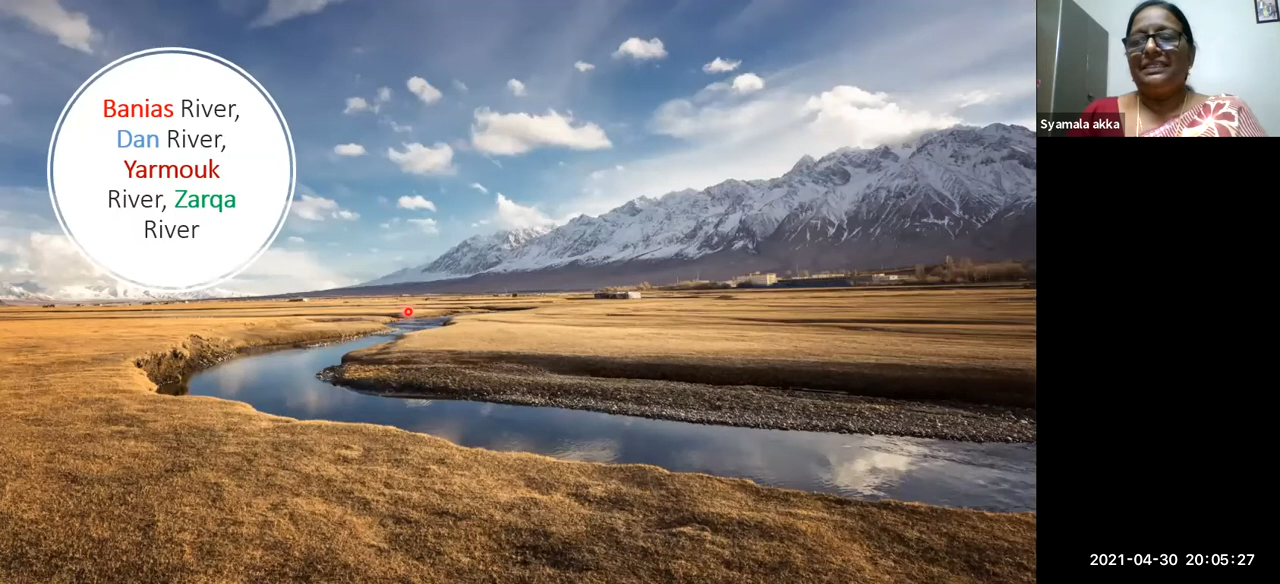 Banias River,
Dan River,
Yarmouk
River, Zarqa
River
Syamala akka
2021-04-30 20:05:27